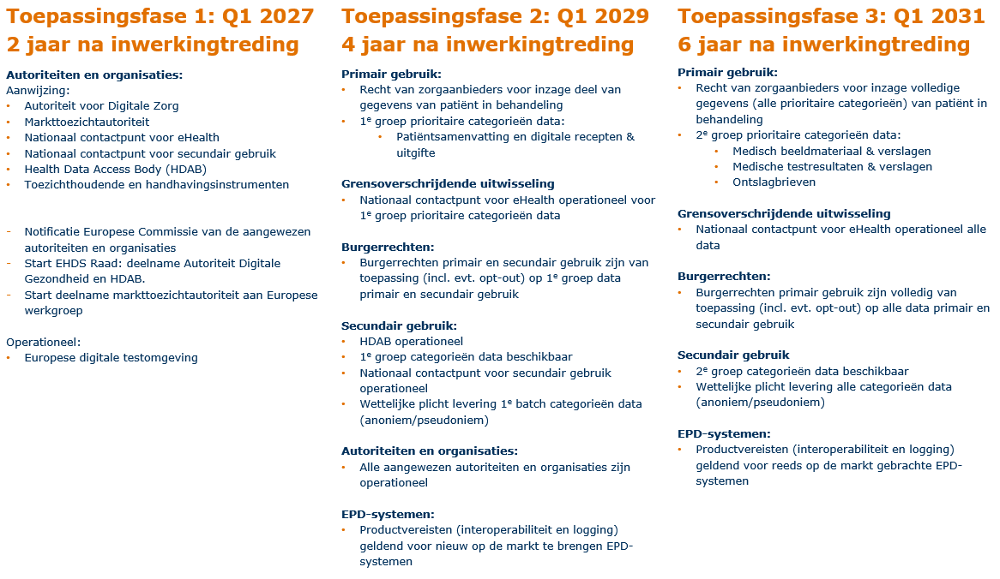 Toepassingsfase 1: Q1 2027
2 jaar na inwerkingtreding
Autoriteiten en organisaties:
Aanwijzing:
• Autoriteit voor Digitale Zorg
• Markttoezichtautoriteit
• Nationaal contactpunt voor eHealth
• Nationaal contactpunt voor secundair gebruik
• Health Data Access Body (HDAB)
• Toezichthoudende en handhavingsinstrumenten
- Notificatie Europese Commissie van de aangewezen
autoriteiten en organisaties
- Start EHDS Raad: deelname Autoriteit Digitale
Gezondheid en HDAB.
- Start deelname markttoezichtautoriteit aan Europese
werkgroep
Operationeel:
• Europese digitale testomgeving
Toepassingsfase 2: Q1 2029
4 jaar na inwerkingtreding
Primair gebruik:
• Recht van zorgaanbieders voor inzage deel van
gegevens van patiënt in behandeling
• 1e groep prioritaire categorieën data:
• Patiëntsamenvatting en digitale recepten &
uitgifte
Grensoverschrijdende uitwisseling
• Nationaal contactpunt voor eHealth operationeel voor
1e groep prioritaire categorieën data
Burgerrechten:
• Burgerrechten primair en secundair gebruik zijn van
toepassing (incl. evt. opt-out) op 1e groep data
primair en secundair gebruik
Secundair gebruik:
• HDAB operationeel
• 1e groep categorieën data beschikbaar
• Nationaal contactpunt voor secundair gebruik
operationeel
• Wettelijke plicht levering 1e batch categorieën data
(anoniem/pseudoniem)
Autoriteiten en organisaties:
• Alle aangewezen autoriteiten en organisaties zijn
operationeel
EPD-systemen:
• Productvereisten (interoperabiliteit en logging)
geldend voor nieuw op de markt te brengen EPD-
systemen
Toepassingsfase 3: Q1 2031
6 jaar na inwerkingtreding
Primair gebruik:
• Recht van zorgaanbieders voor inzage volledige
gegevens (alle prioritaire categorieën) van patiënt in
behandeling
• 2e groep prioritaire categorieën data:
• Medisch beeldmateriaal & verslagen
• Medische testresultaten & verslagen
• Ontslagbrieven
Grensoverschrijdende uitwisseling
• Nationaal contactpunt voor eHealth operationeel alle
data
Burgerrechten:
• Burgerrechten primair gebruik zijn volledig van
toepassing (incl. evt. opt-out) op alle data primair en
secundair gebruik
Secundair gebruik
• 2e groep categorieën data beschikbaar
• Wettelijke plicht levering alle categorieën data
(anoniem/pseudoniem)
EPD-systemen:
• Productvereisten (interoperabiliteit en logging)
geldend voor reeds op de markt gebrachte EPD-
systemen